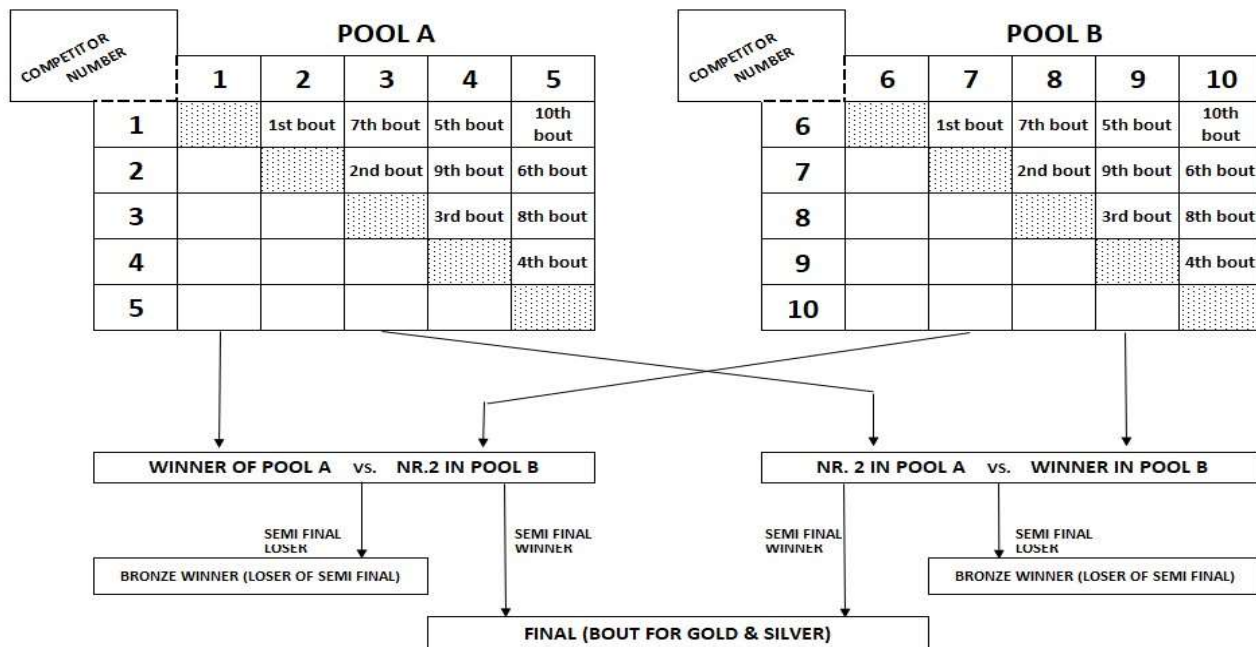 COMPETITOR
NUMBER
POOL A
1 2 3 4 5
1 1st bout 7th bout 5th bout 10th bout
2 2nd bout 9th bout 6th bout
3 3rd bout 8th bout
4 4th bout
5
COMPETITOR
NUMBER
POOL B
6 7 8 9 10
6 1st bout 7th bout 5th bout 10th bout
7 2nd bout 9th bout 6th bout
8 3rd bout 8th bout
9 4th bout
10
WINNER OF POOL A vs. NR.2 IN POOL B
NR. 2 IN POOL A vs. WINNER IN POOL B
SEMI FINAL
LOSER
SEMI FINAL
WINNER
SEMI FINAL
WINNER
SEMI FINAL
LOSER
BRONZE WINNER (LOSER OF SEMI FINAL)
BRONZE WINNER (LOSER OF SEMI FINAL)
FINAL (BOUT FOR GOLD & SILVER)